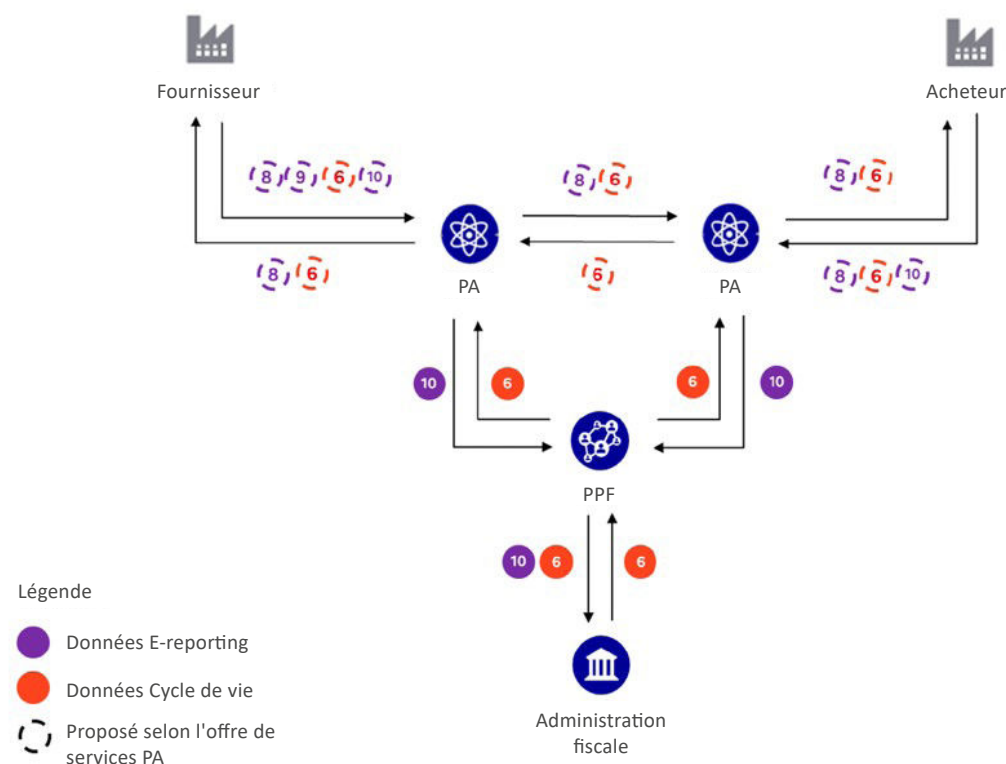 Fournisseur
Acheteur
8 9 6 10
8 6
8 6
8 6
6
8 6 10
PA
PA
10 6
6 10
PPF
10 6
6
Légende
Données E-reporting
Données Cycle de vie
Proposé selon l'offre de
services PA
Administration
fiscale